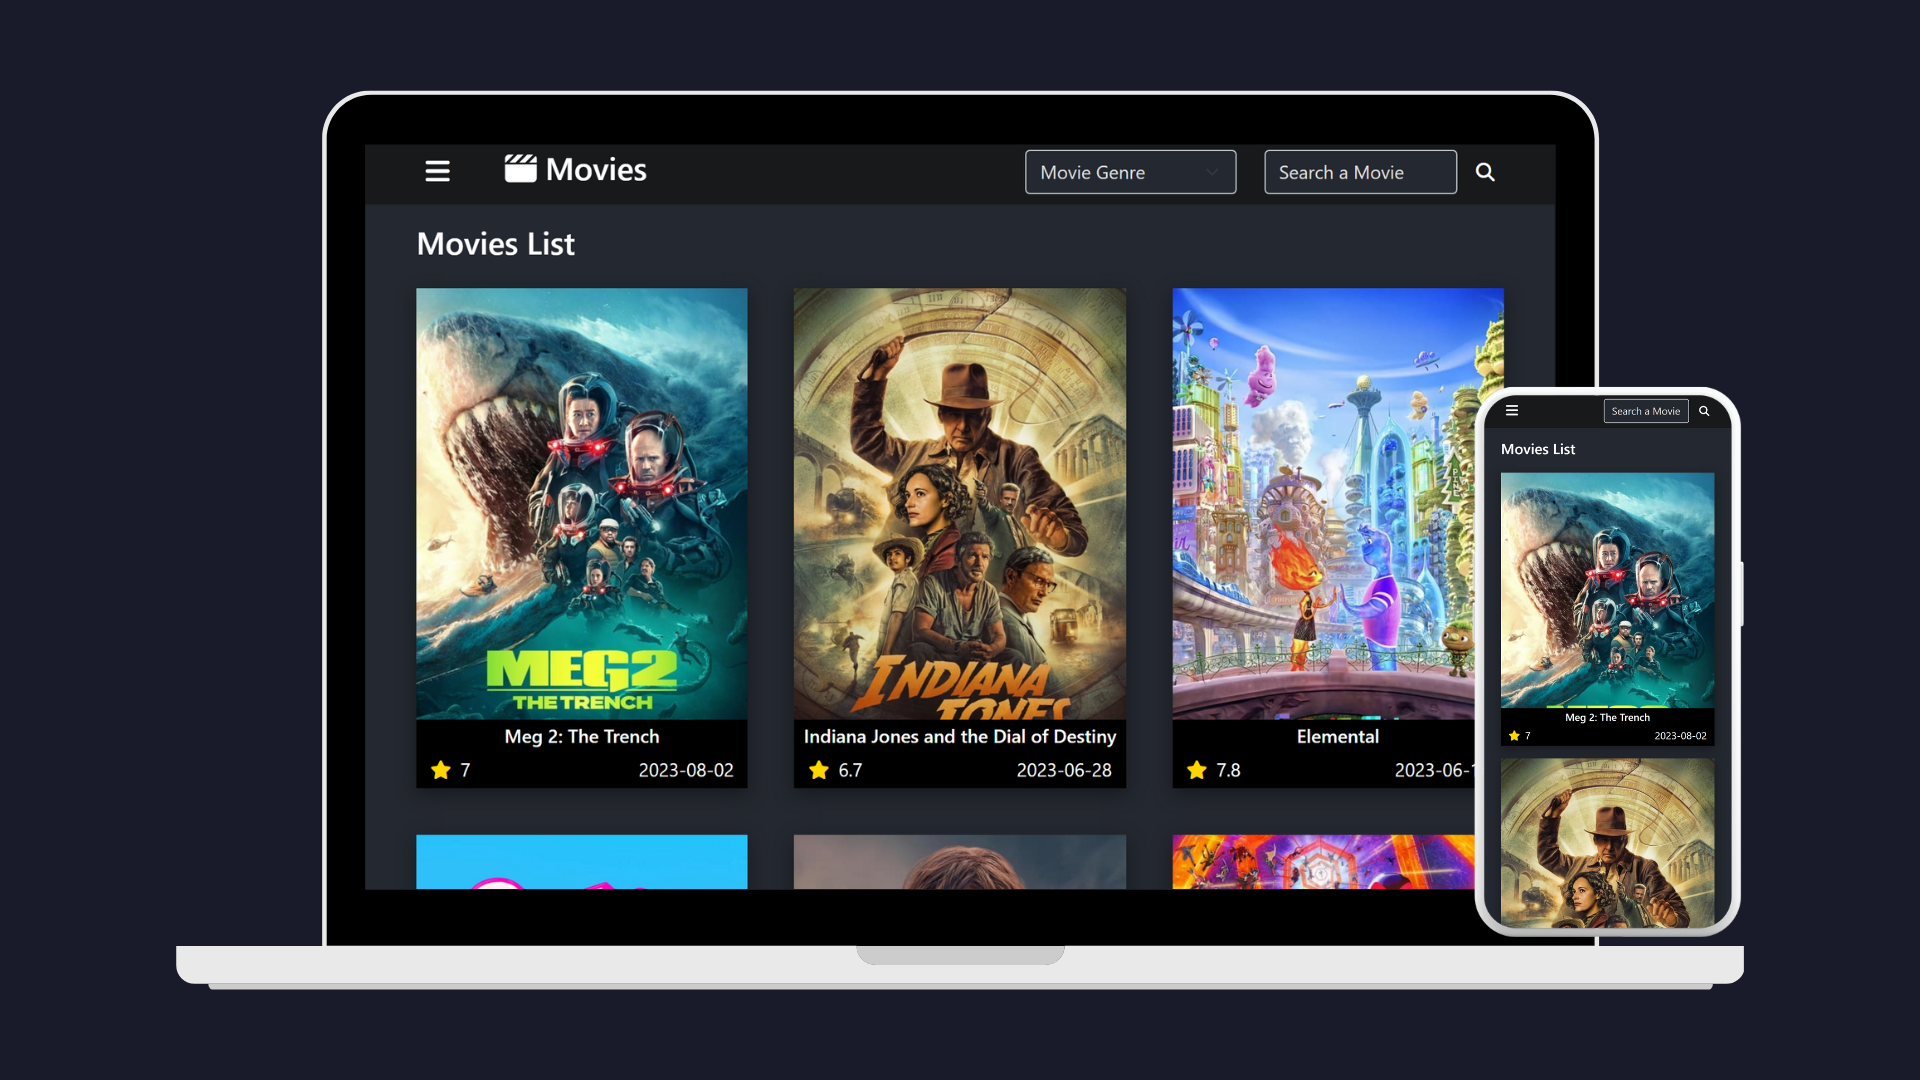 Movies
Movie Genre
Search a Movie
Movies List
MEG2
THE TRENCH
INDIANA
JONES
Meg 2: The Trench
Indiana Jones and the Dial of Destiny
Elemental
7
2023-08-02
6.7
2023-06-28
7.8
2023-06-1
Search a Movie
Movies List
Meg 2: The Trench
7
2023-08-02